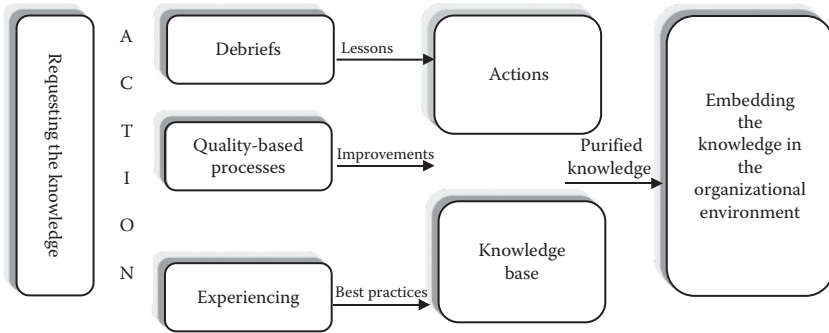 Requesting the knowledge
A
C
T
I
O
N
Debriefs
Lessons
Actions
Quality-based
processes
Improvements
Experiencing
Best practices
Knowledge
base
Purified
knowledge
Embedding
the
knowledge in
the
organizational
environment